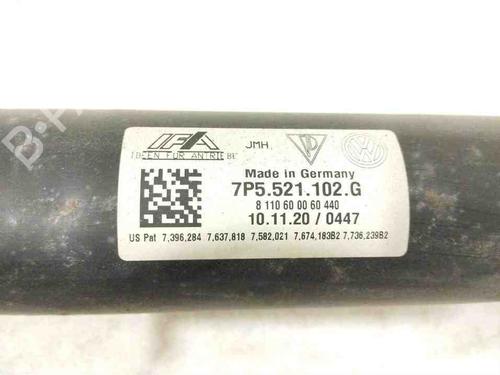 IFA
IDEEN FÜR ANTRIEBE
JMH
Made in Germany
7P5.521.102.G
8 110 60 00 60 440
10.11.20 / 0447
US Pat 7,396,284 7,637,818 7,582,021 7,674,183B2 7,736,239B2